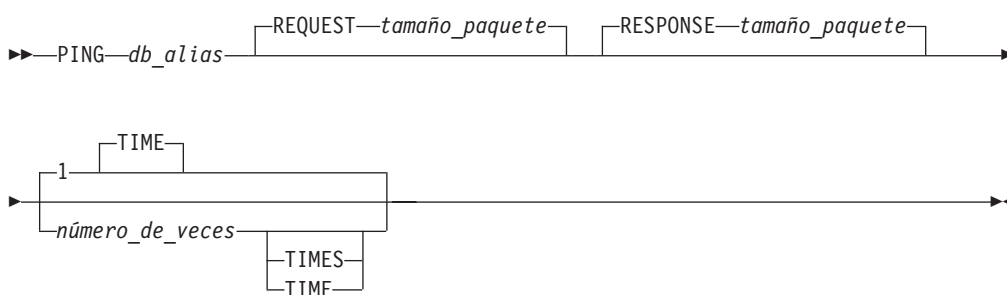 REQUEST tamaño_paquete RESPONSE tamaño_paquete
PING db_alias
TIME
1
número_de_veces
TIMES
TIME